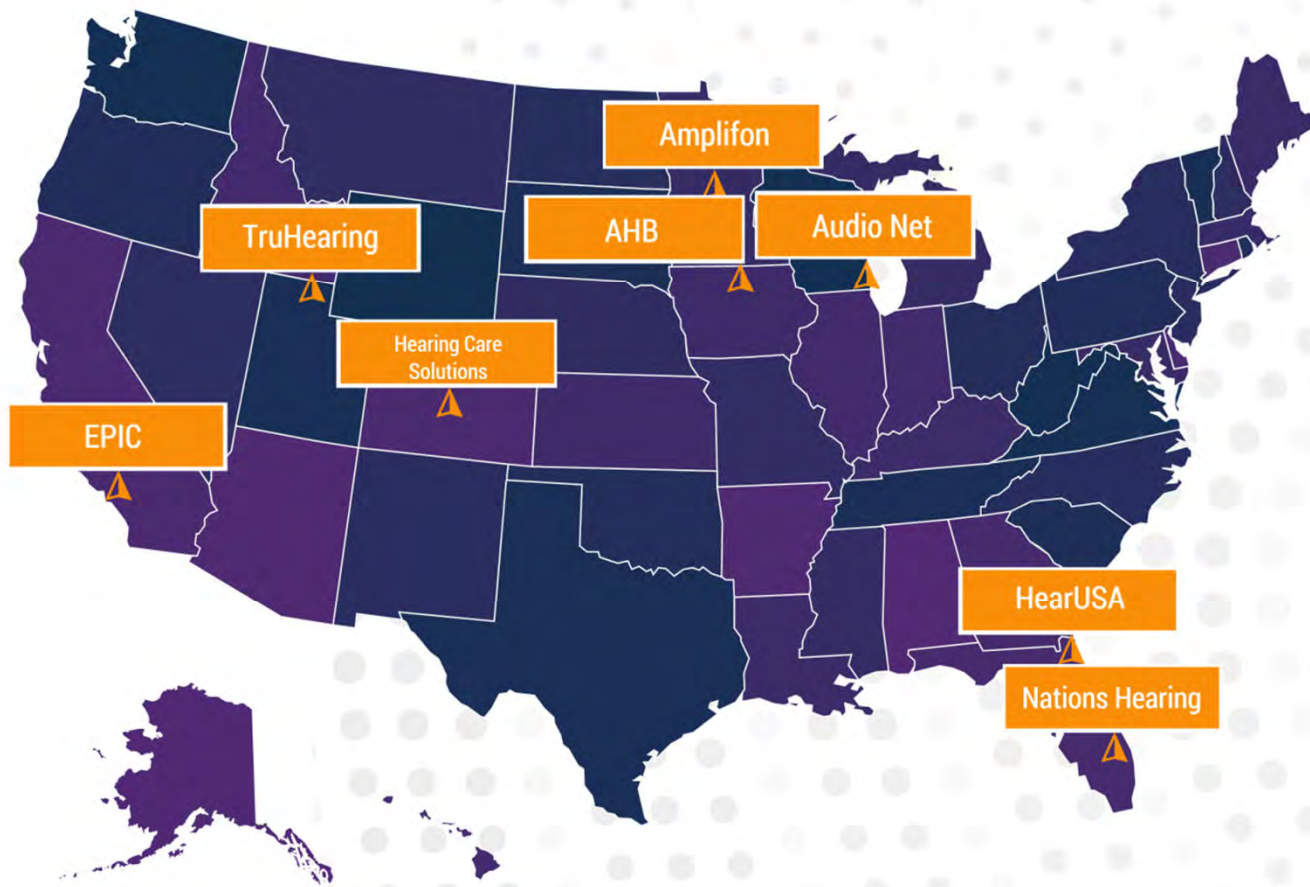 Amplifon
TruHearing
AHB
Audio Net
Hearing Care
Solutions
EPIC
HearUSA
Nations Hearing